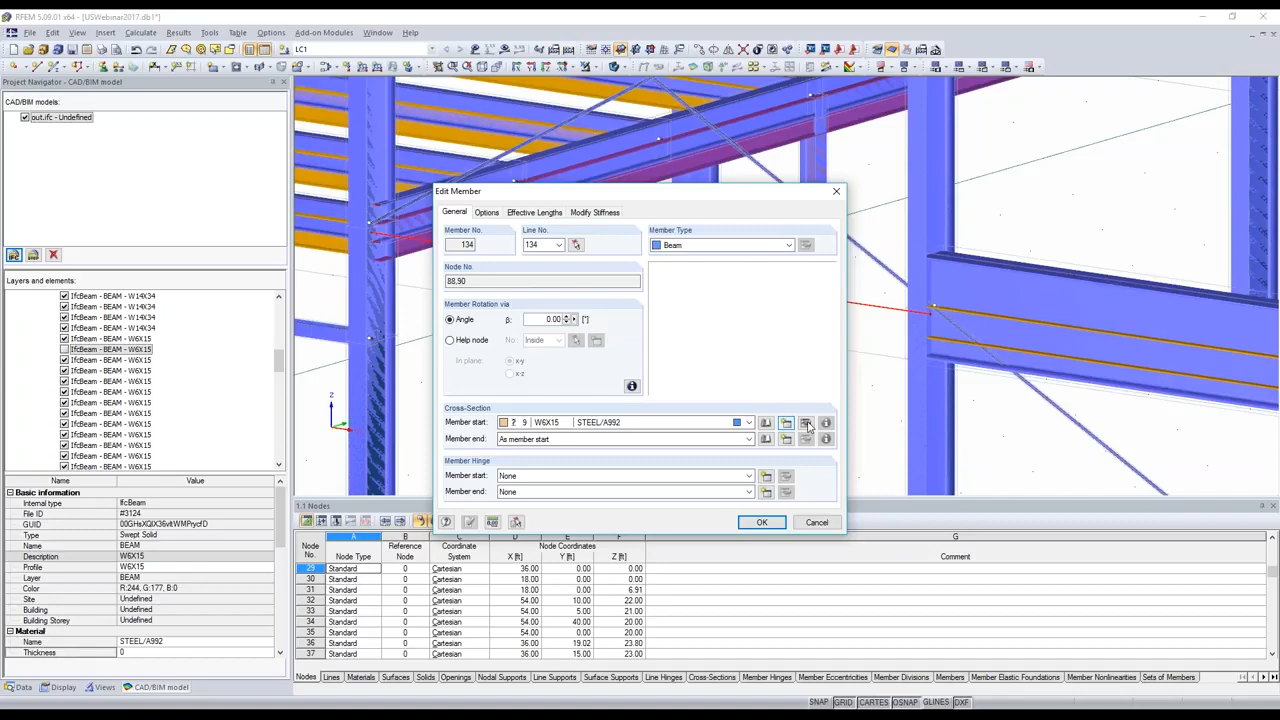 RFEM 5.09.01 x64 - [USWebinar2017.db1*]
File Edit View Insert Calculate Results Tools Table Options Add-on Modules Window Help
LC1
Project Navigator - CAD/BIM model
CAD/BIM models:
out.ifc - Undefined
Layers and elements:
IfcBeam - BEAM - W14X34
IfcBeam - BEAM - W14X34
IfcBeam - BEAM - W14X34
IfcBeam - BEAM - W14X34
IfcBeam - BEAM - W6X15
IfcBeam - BEAM - W6X15
IfcBeam - BEAM - W6X15
IfcBeam - BEAM - W6X15
IfcBeam - BEAM - W6X15
IfcBeam - BEAM - W6X15
IfcBeam - BEAM - W6X15
IfcBeam - BEAM - W6X15
IfcBeam - BEAM - W6X15
IfcBeam - BEAM - W6X15
IfcBeam - BEAM - W6X15
IfcBeam - BEAM - W6X15
IfcBeam - BEAM - W6X15
Name Value
Basic information
Internal type IfcBeam
File ID #3124
GUID
Type Swept Solid
Name BEAM
Description W6X15
Profile W6X15
Layer BEAM
Color R:244, G:177, B:0
Site Undefined
Building Undefined
Building Storey Undefined
Material
Name STEEL/A992
Thickness 0
Data Display Views CAD/BIM model
Z
Edit Member
General Options Effective Lengths Modify Stiffness
Member No. Line No. Member Type
134 134 Beam
Node No.
88,90
Member Rotation via
Angle β: 0.00 [°]
Help node No.: Inside
In plane: x-y
x-z
Cross-Section
Member start: ? 9 W6X15 STEEL/A992
Member end: As member start
Member Hinge
Member start: None
Member end: None
OK Cancel
1.1 Nodes
A B C D E F G
Node No. Node Type Reference Node Coordinate System Node Coordinates X [ft] Y [ft] Z [ft] Comment
29 Standard 0 Cartesian 36.00 0.00 0.00
30 Standard 0 Cartesian 18.00 0.00 0.00
31 Standard 0 Cartesian 18.00 0.00 6.91
32 Standard 0 Cartesian 54.00 10.00 22.00
33 Standard 0 Cartesian 54.00 5.00 21.00
34 Standard 0 Cartesian 54.00 40.00 20.00
35 Standard 0 Cartesian 54.00 0.00 20.00
36 Standard 0 Cartesian 36.00 19.02 23.80
37 Standard 0 Cartesian 36.00 15.00 23.00
Nodes Lines Materials Surfaces Solids Openings Nodal Supports Line Supports Surface Supports Line Hinges Cross-Sections Member Hinges Member Eccentricities Member Divisions Members Member Elastic Foundations Member Nonlinearities Sets of Members
SNAP GRID CARTES OSNAP GLINES DXF